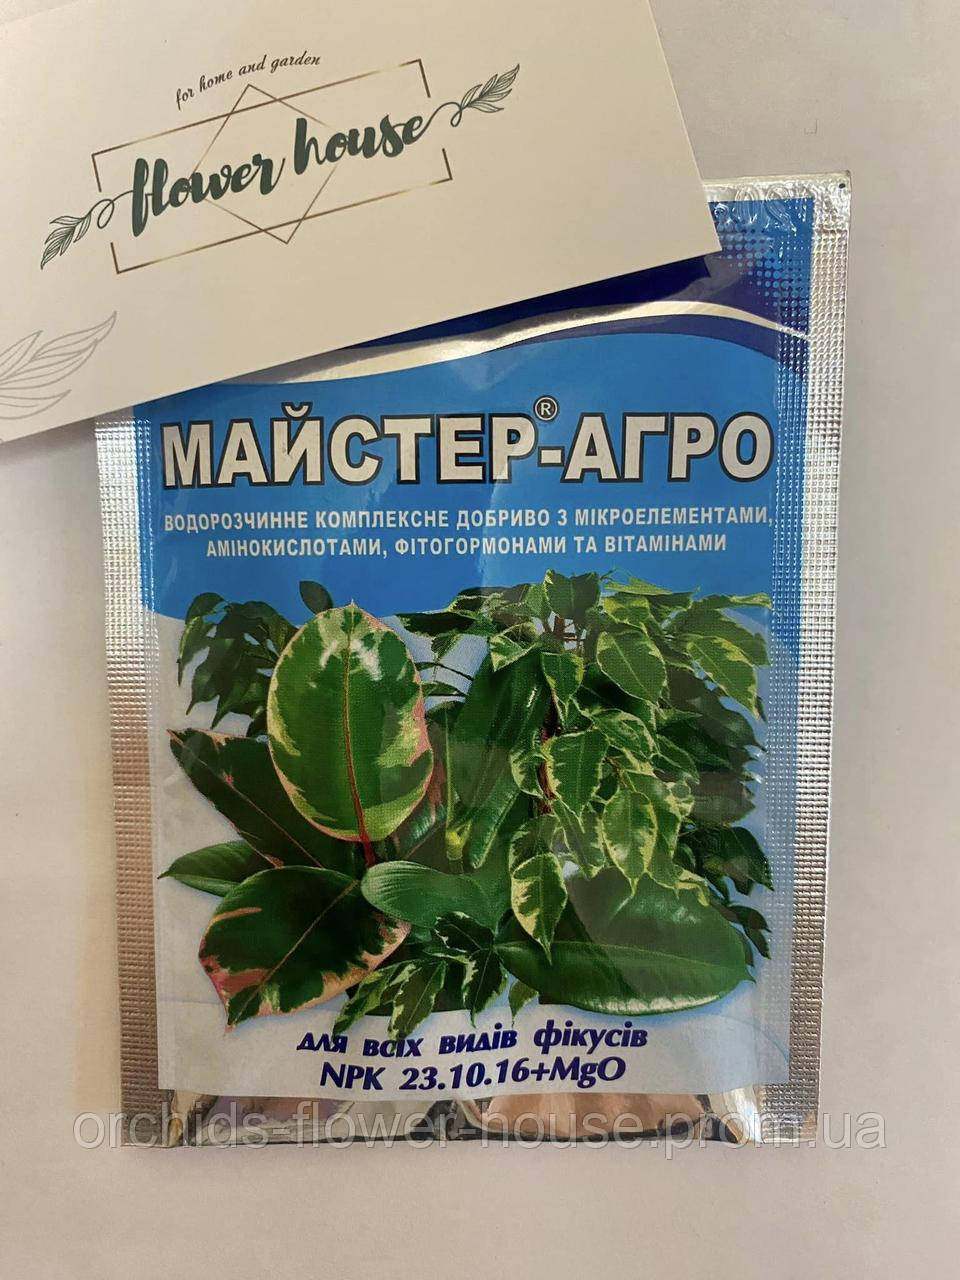 for home and garden
flower house
МАЙСТЕР®-АГРО
ВОДОРОЗЧИННЕ КОМПЛЕКСНЕ ДОБРИВО З МІКРОЕЛЕМЕНТАМИ,
АМІНОКИСЛОТАМИ, ФІТОГОРМОНАМИ ТА ВІТАМІНАМИ
для всіх видів фікусів
NPK 23.10.16+MgO
orchids-flower-house.prom.ua